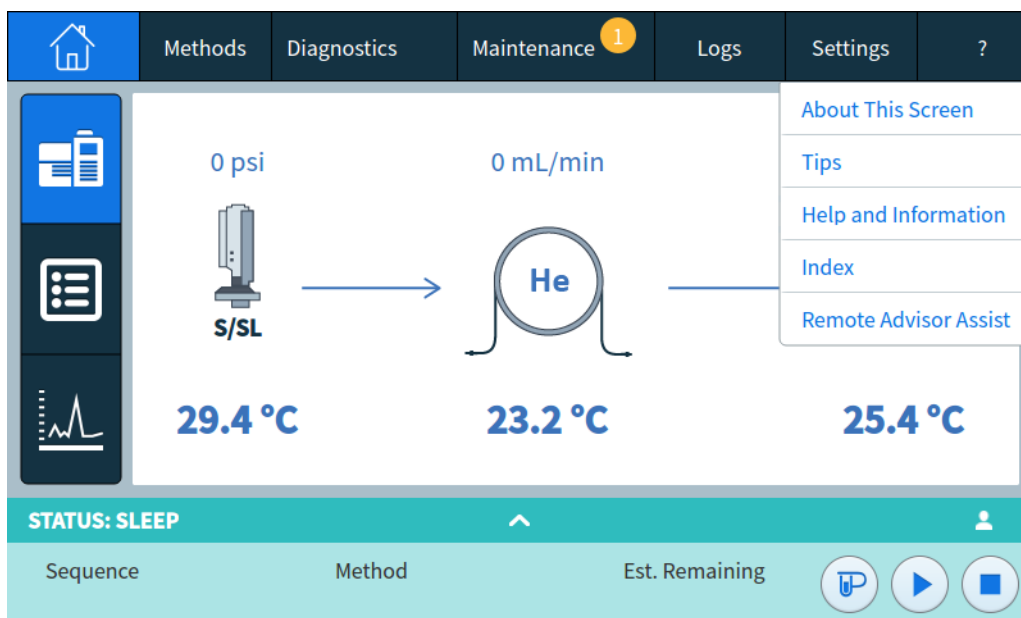 Methods Diagnostics Maintenance 1 Logs Settings ?
About This Screen
Tips
Help and Information
Index
Remote Advisor Assist
0 psi 0 mL/min
He
S/SL
29.4 °C 23.2 °C 25.4 °C
STATUS: SLEEP
Sequence Method Est. Remaining